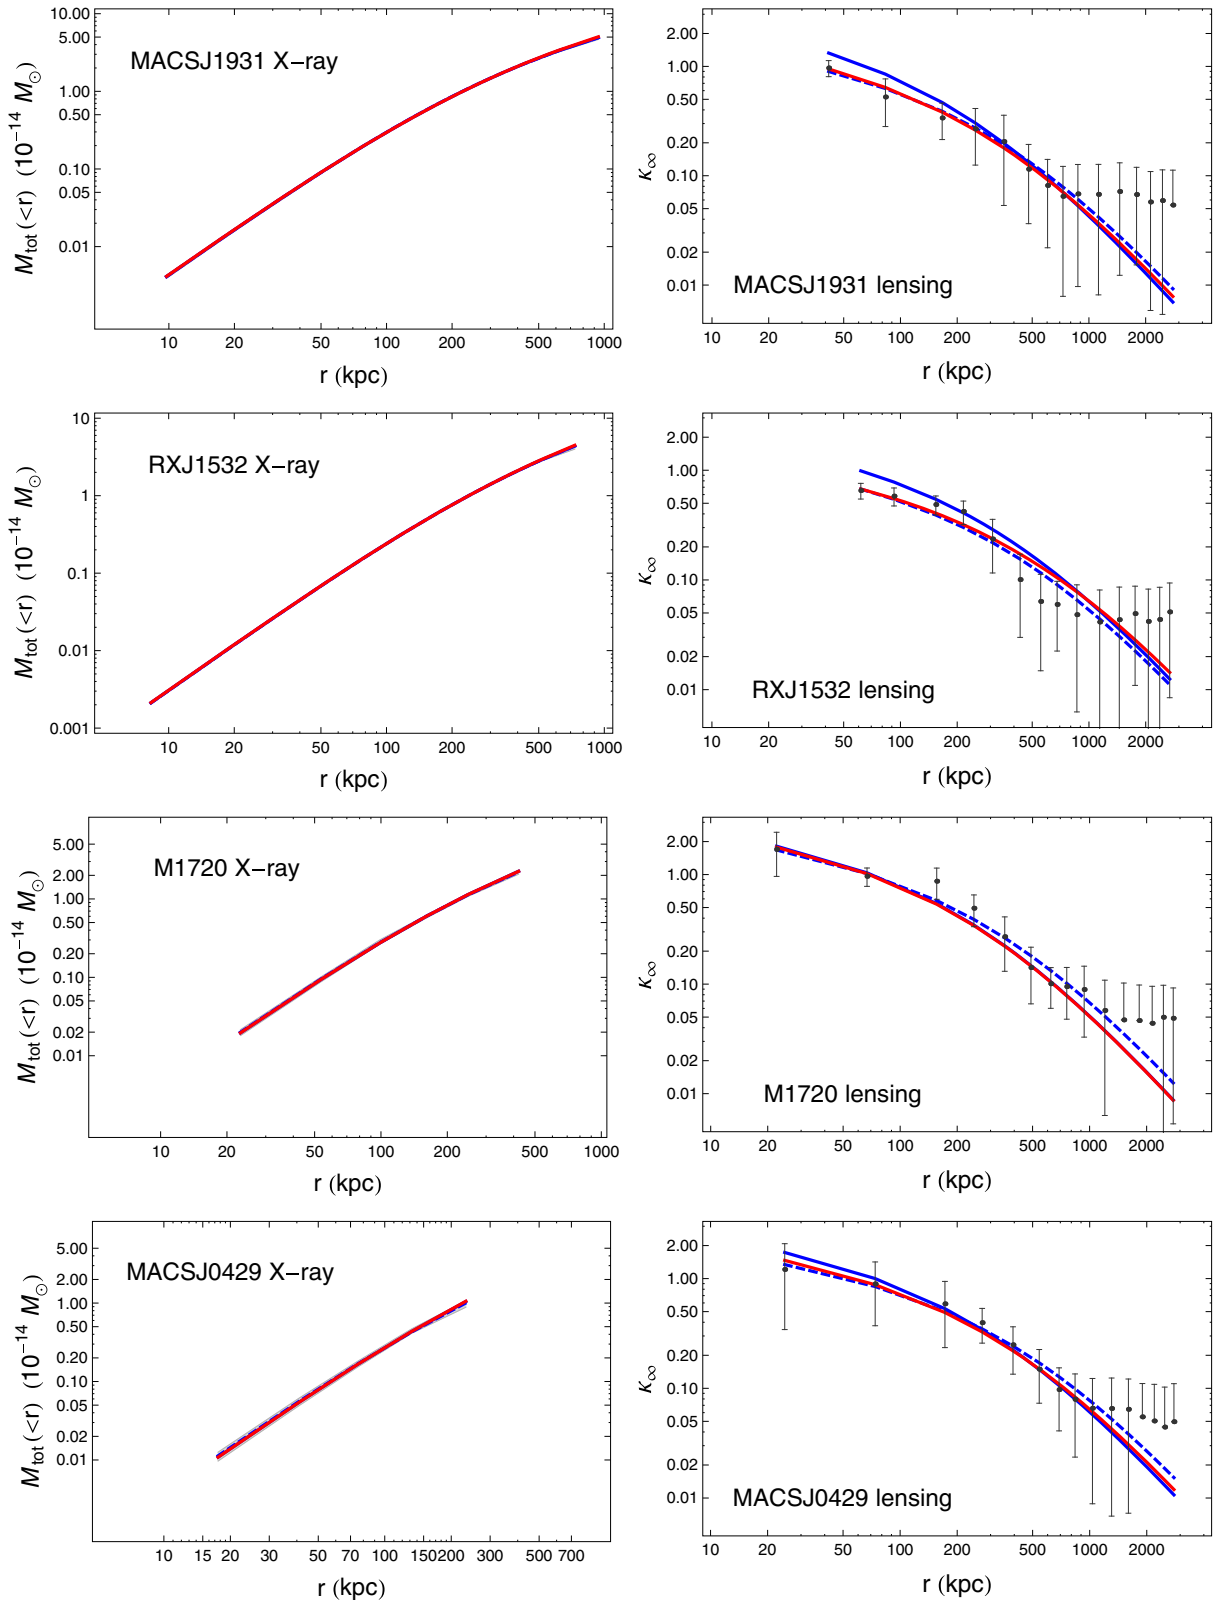 10.00
5.00
1.00
0.50
0.10
0.05
0.01
MACSJ1931 X−ray
M_tot(<r) (10^−14 M_⊙)
10 20 50 100 200 500 1000
r (kpc)
2.00
1.00
0.50
0.20
0.10
0.05
0.02
0.01
κ_∞
MACSJ1931 lensing
10 20 50 100 200 500 1000 2000
r (kpc)
10
1
0.1
0.01
0.001
RXJ1532 X−ray
M_tot(<r) (10^−14 M_⊙)
10 20 50 100 200 500 1000
r (kpc)
2.00
1.00
0.50
0.20
0.10
0.05
0.02
0.01
κ_∞
RXJ1532 lensing
10 20 50 100 200 500 1000 2000
r (kpc)
5.00
2.00
1.00
0.50
0.20
0.10
0.05
0.02
0.01
M1720 X−ray
M_tot(<r) (10^−14 M_⊙)
10 20 50 100 200 500 1000
r (kpc)
2.00
1.00
0.50
0.20
0.10
0.05
0.02
0.01
κ_∞
M1720 lensing
10 20 50 100 200 500 1000 2000
r (kpc)
5.00
2.00
1.00
0.50
0.20
0.10
0.05
0.02
0.01
MACSJ0429 X−ray
M_tot(<r) (10^−14 M_⊙)
10 15 20 30 50 70 100 150 200 300 500 700
r (kpc)
2.00
1.00
0.50
0.20
0.10
0.05
0.02
0.01
κ_∞
MACSJ0429 lensing
10 20 50 100 200 500 1000 2000
r (kpc)